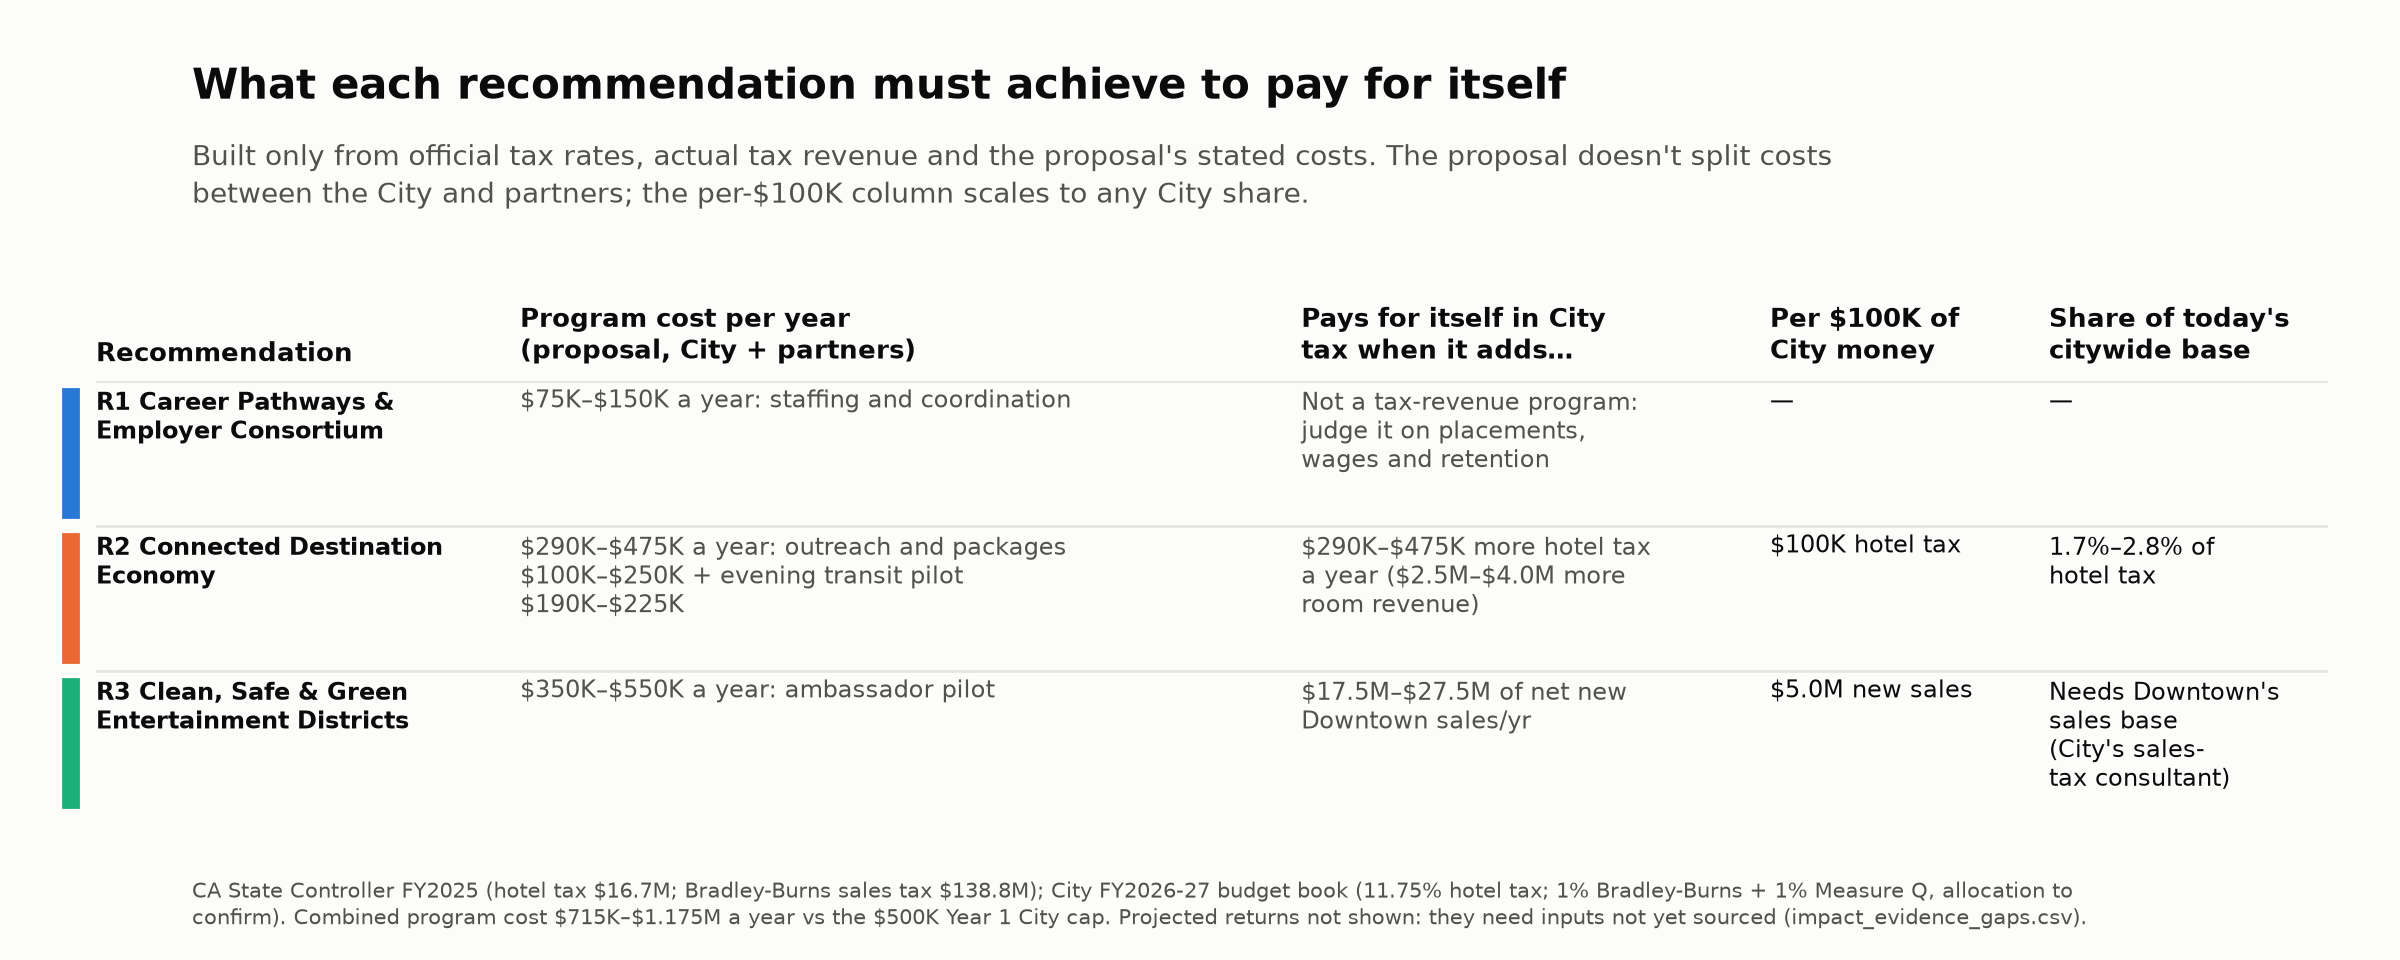 What each recommendation must achieve to pay for itself
Built only from official tax rates, actual tax revenue and the proposal's stated costs. The proposal doesn't split costs
between the City and partners; the per-$100K column scales to any City share.
Recommendation
Program cost per year
(proposal, City + partners)
Pays for itself in City
tax when it adds…
Per $100K of
City money
Share of today's
citywide base
R1 Career Pathways &
Employer Consortium
$75K–$150K a year: staffing and coordination
Not a tax-revenue program:
judge it on placements,
wages and retention
—
—
R2 Connected Destination
Economy
$290K–$475K a year: outreach and packages
$100K–$250K + evening transit pilot
$190K–$225K
$290K–$475K more hotel tax
a year ($2.5M–$4.0M more
room revenue)
$100K hotel tax
1.7%–2.8% of
hotel tax
R3 Clean, Safe & Green
Entertainment Districts
$350K–$550K a year: ambassador pilot
$17.5M–$27.5M of net new
Downtown sales/yr
$5.0M new sales
Needs Downtown's
sales base
(City's sales-
tax consultant)
CA State Controller FY2025 (hotel tax $16.7M; Bradley-Burns sales tax $138.8M); City FY2026-27 budget book (11.75% hotel tax; 1% Bradley-Burns + 1% Measure Q, allocation to
confirm). Combined program cost $715K–$1.175M a year vs the $500K Year 1 City cap. Projected returns not shown: they need inputs not yet sourced (impact_evidence_gaps.csv).